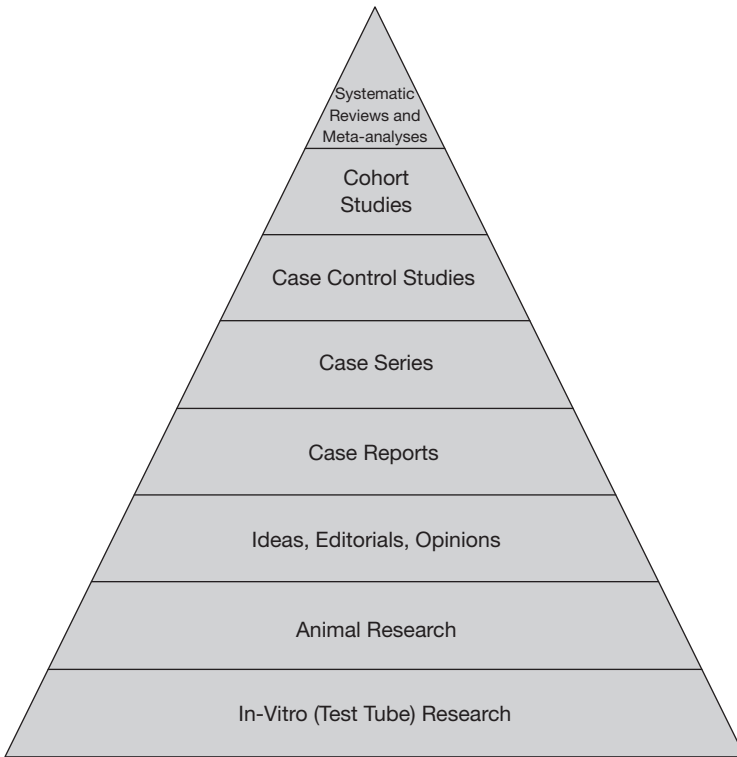 Systematic
Reviews and
Meta-analyses
Cohort
Studies
Case Control Studies
Case Series
Case Reports
Ideas, Editorials, Opinions
Animal Research
In-Vitro (Test Tube) Research